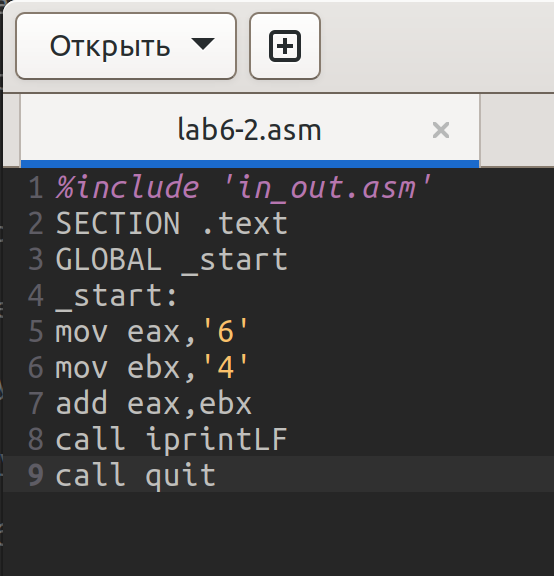 Открыть
lab6-2.asm
1 %include 'in_out.asm'
2 SECTION .text
3 GLOBAL _start
4 _start:
5 mov eax,'6'
6 mov ebx,'4'
7 add eax,ebx
8 call iprintLF
9 call quit